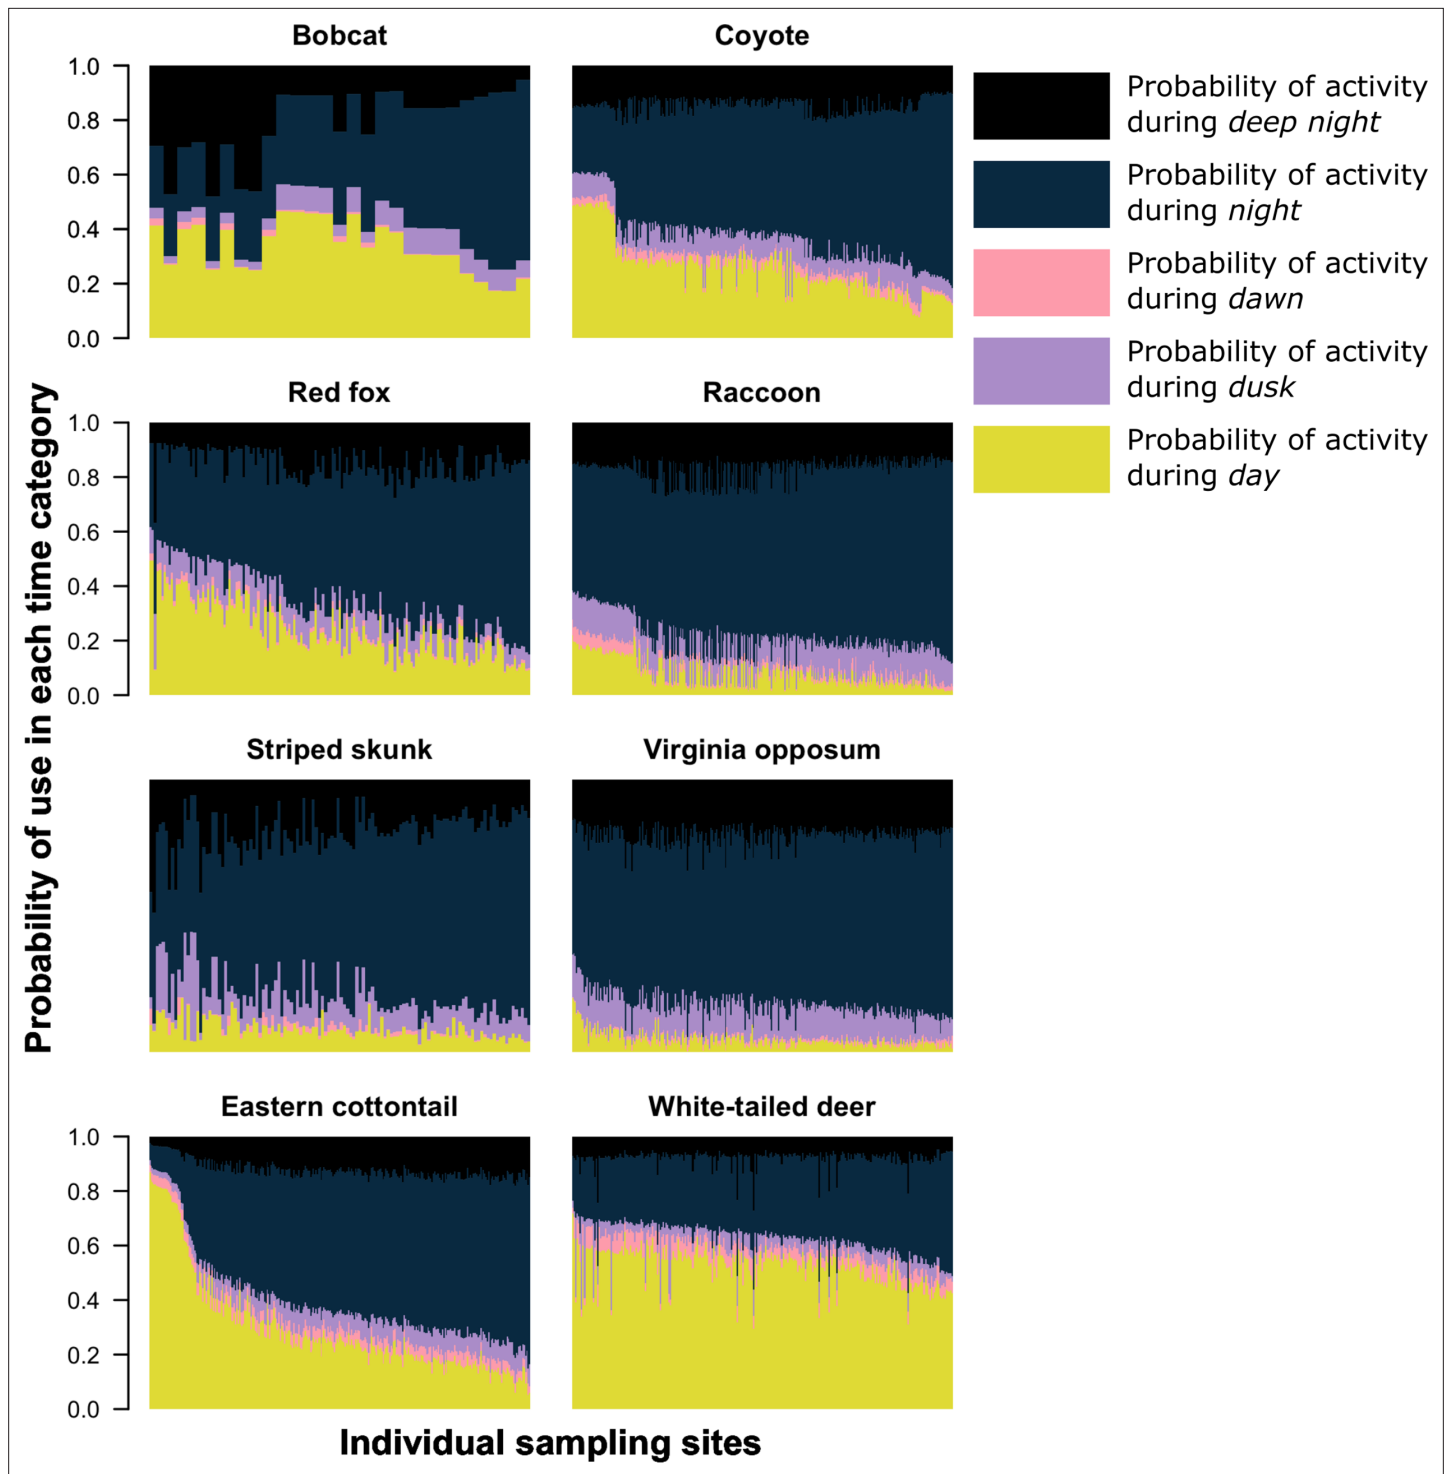 Bobcat
Coyote
1.0
0.8
0.6
0.4
0.2
0.0
Probability of activity
during deep night
Probability of activity
during night
Probability of activity
during dawn
Probability of activity
during dusk
Probability of activity
during day
Red fox
Raccoon
1.0
0.8
0.6
0.4
0.2
0.0
Probability of use in each time category
Striped skunk
Virginia opposum
Eastern cottontail
White-tailed deer
1.0
0.8
0.6
0.4
0.2
0.0
Individual sampling sites